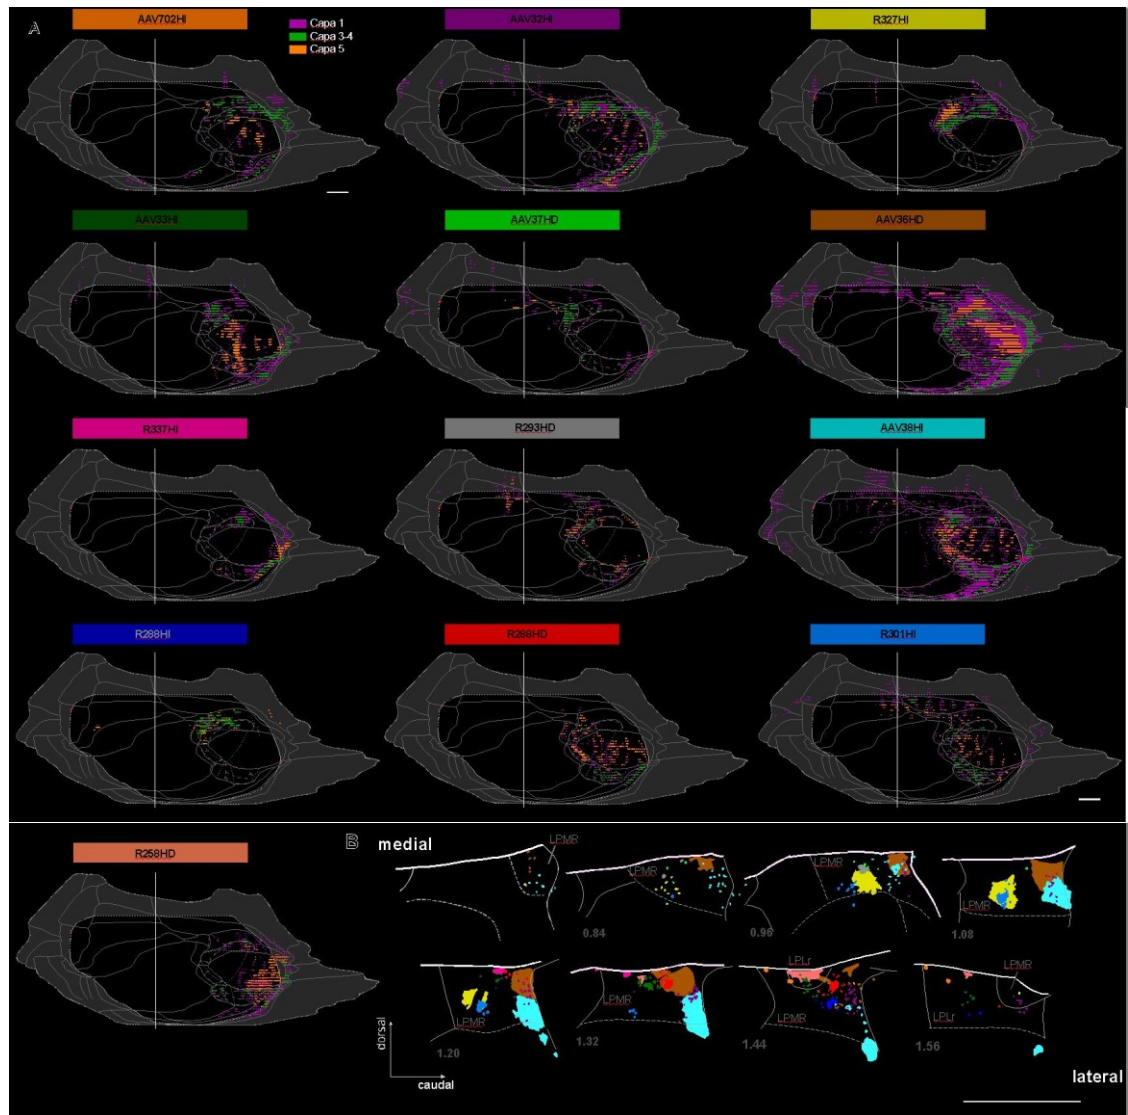 A
AAV702HI
AAV32HI
R327HI
Capa 1
Capa 3-4
Capa 5
AAV33HI
AAV37HD
AAV36HD
R337HI
R293HD
AAV38HI
R288HI
R288HD
R301HI
R258HD
B
medial
LPMR
LPMR
0.84
LPMR
0.96
LPMR
1.08
LPMR
1.20
LPMR
1.32
LPLr
LPMR
1.44
LPMR
LPLr
1.56
dorsal
caudal
lateral